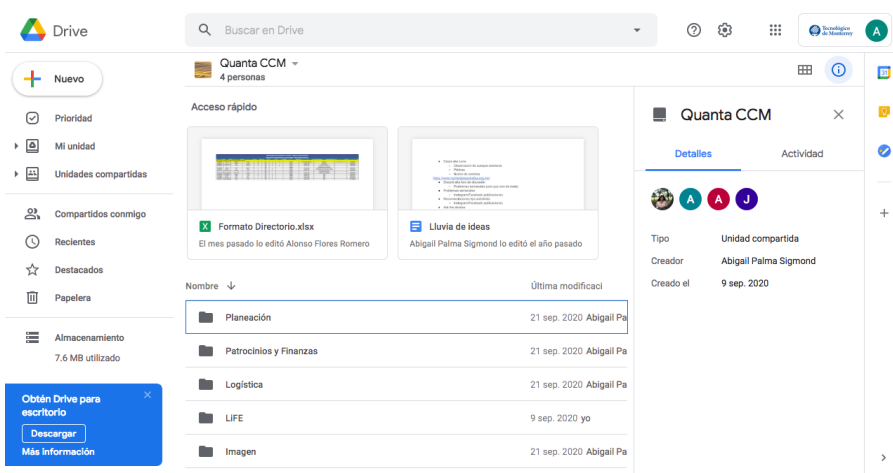 Drive
Buscar en Drive
Tecnológico
de Monterrey
A
Nuevo
Prioridad
Mi unidad
Unidades compartidas
Compartidos conmigo
Recientes
Destacados
Papelera
Almacenamiento
7.6 MB utilizado
Obtén Drive para
escritorio
Descargar
Más información
Quanta CCM
4 personas
Acceso rápido
Formato Directorio.xlsx
El mes pasado lo editó Alonso Flores Romero
Lluvia de ideas
Abigail Palma Sigmond lo editó el año pasado
Nombre
Última modificaci
Planeación
21 sep. 2020 Abigail Pa
Patrocinios y Finanzas
21 sep. 2020 Abigail Pa
Logística
21 sep. 2020 Abigail Pa
LiFE
9 sep. 2020 yo
Imagen
21 sep. 2020 Abigail Pa
Quanta CCM
Detalles
Actividad
A
A
J
Tipo
Unidad compartida
Creador
Abigail Palma Sigmond
Creado el
9 sep. 2020
31